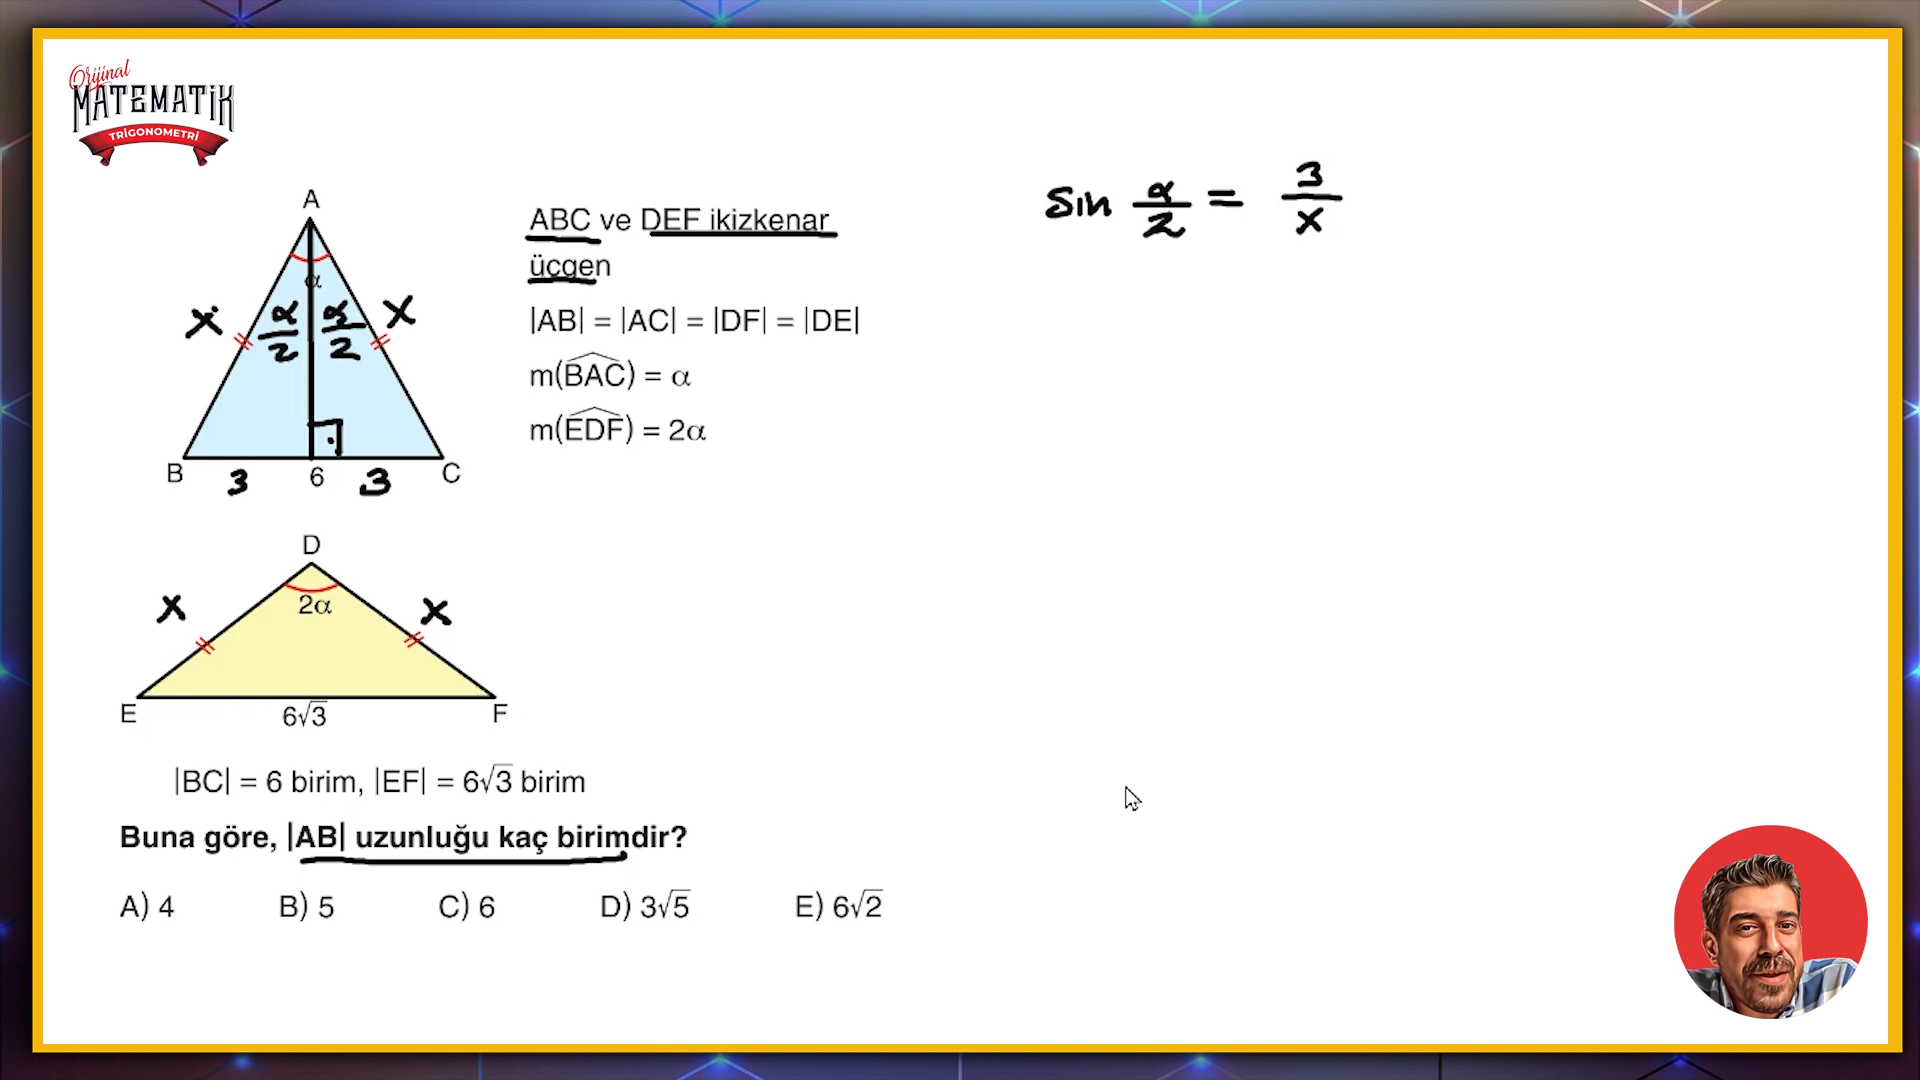 Orijinal
MATEMATİK
TRİGONOMETRİ
sın α/2 = 3/x
A
α
x α/2 α/2 x
B 3 6 3 C
ABC ve DEF ikizkenar
üçgen
|AB| = |AC| = |DF| = |DE|
m(BAC) = α
m(EDF) = 2α
D
2α
x x
E 6√3 F
|BC| = 6 birim, |EF| = 6√3 birim
Buna göre, |AB| uzunluğu kaç birimdir?
A) 4 B) 5 C) 6 D) 3√5 E) 6√2